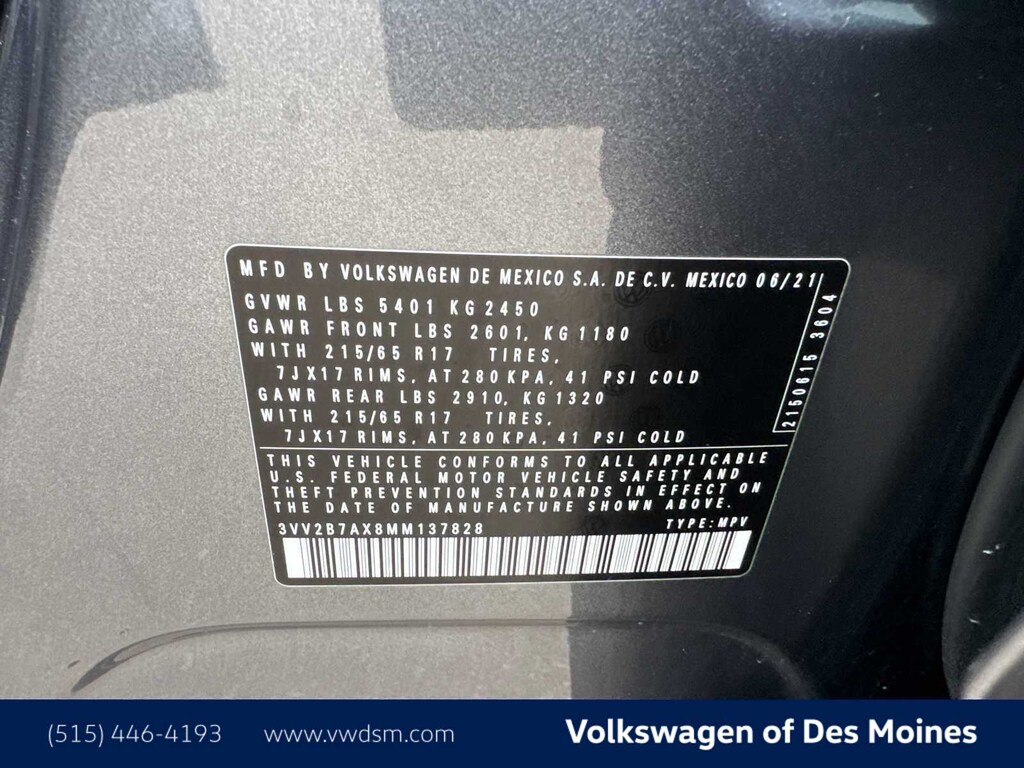 MFD BY VOLKSWAGEN DE MEXICO S.A. DE C.V. MEXICO 06/21
GVWR LBS 5401 KG 2450
GAWR FRONT LBS 2601, KG 1180
WITH 215/65 R17 TIRES,
7JX17 RIMS, AT 280 KPA, 41 PSI COLD
GAWR REAR LBS 2910, KG 1320
WITH 215/65 R17 TIRES,
7JX17 RIMS, AT 280 KPA, 41 PSI COLD
2150615 3604
THIS VEHICLE CONFORMS TO ALL APPLICABLE
U.S. FEDERAL MOTOR VEHICLE SAFETY AND
THEFT PREVENTION STANDARDS IN EFFECT ON
THE DATE OF MANUFACTURE SHOWN ABOVE.
3VV2B7AX8MM137828 TYPE: MPV
(515) 446-4193 www.vwdsm.com Volkswagen of Des Moines